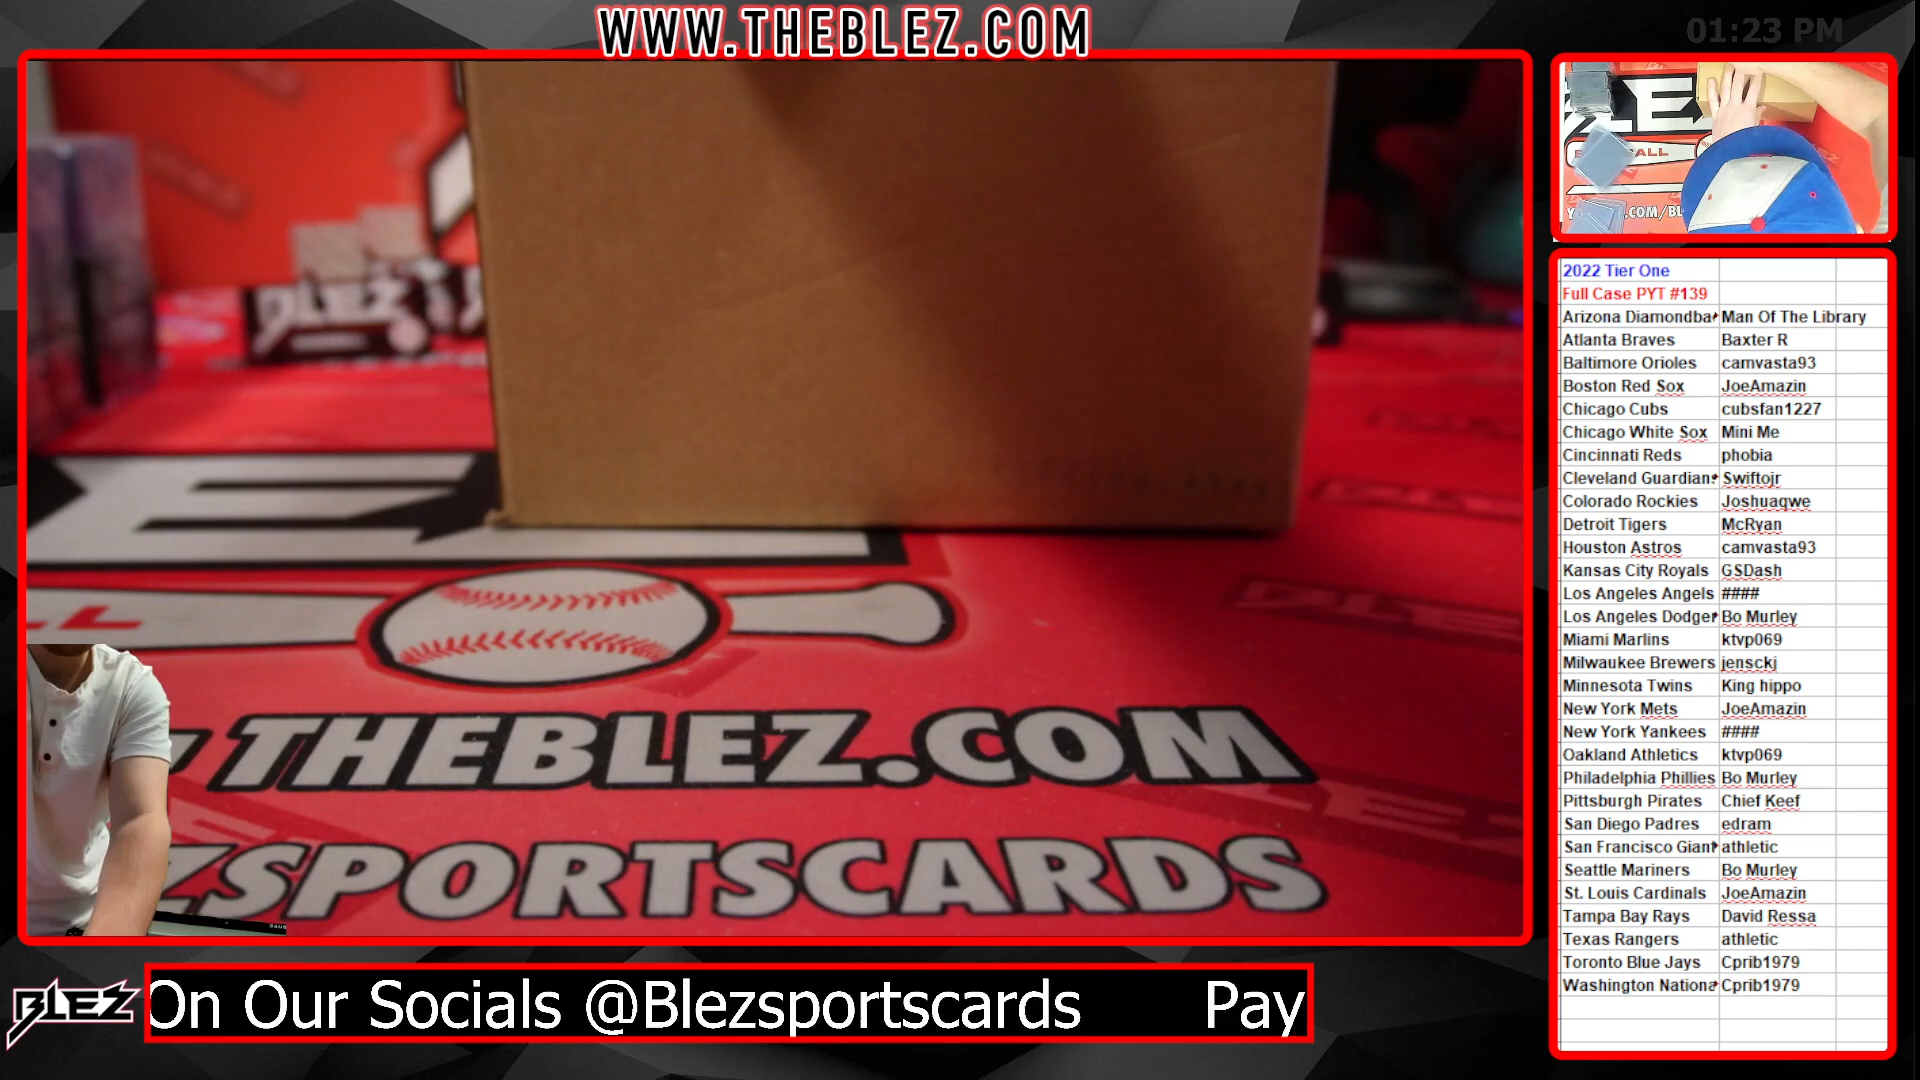 WWW.THEBLEZ.COM
01:23 PM
BLEZ
THEBLEZ.COM
ZSPORTSCARDS
2022 Tier One
Full Case PYT #139
Arizona Diamondba Man Of The Library
Atlanta Braves Baxter R
Baltimore Orioles camvasta93
Boston Red Sox JoeAmazin
Chicago Cubs cubsfan1227
Chicago White Sox Mini Me
Cincinnati Reds phobia
Cleveland Guardians Swiftojr
Colorado Rockies Joshuaqwe
Detroit Tigers McRyan
Houston Astros camvasta93
Kansas City Royals GSDash
Los Angeles Angels ####
Los Angeles Dodger Bo Murley
Miami Marlins ktvp069
Milwaukee Brewers jensckj
Minnesota Twins King hippo
New York Mets JoeAmazin
New York Yankees ####
Oakland Athletics ktvp069
Philadelphia Phillies Bo Murley
Pittsburgh Pirates Chief Keef
San Diego Padres edram
San Francisco Giant athletic
Seattle Mariners Bo Murley
St. Louis Cardinals JoeAmazin
Tampa Bay Rays David Ressa
Texas Rangers athletic
Toronto Blue Jays Cprib1979
Washington Nationa Cprib1979
BLEZ
On Our Socials @Blezsportscards Pay